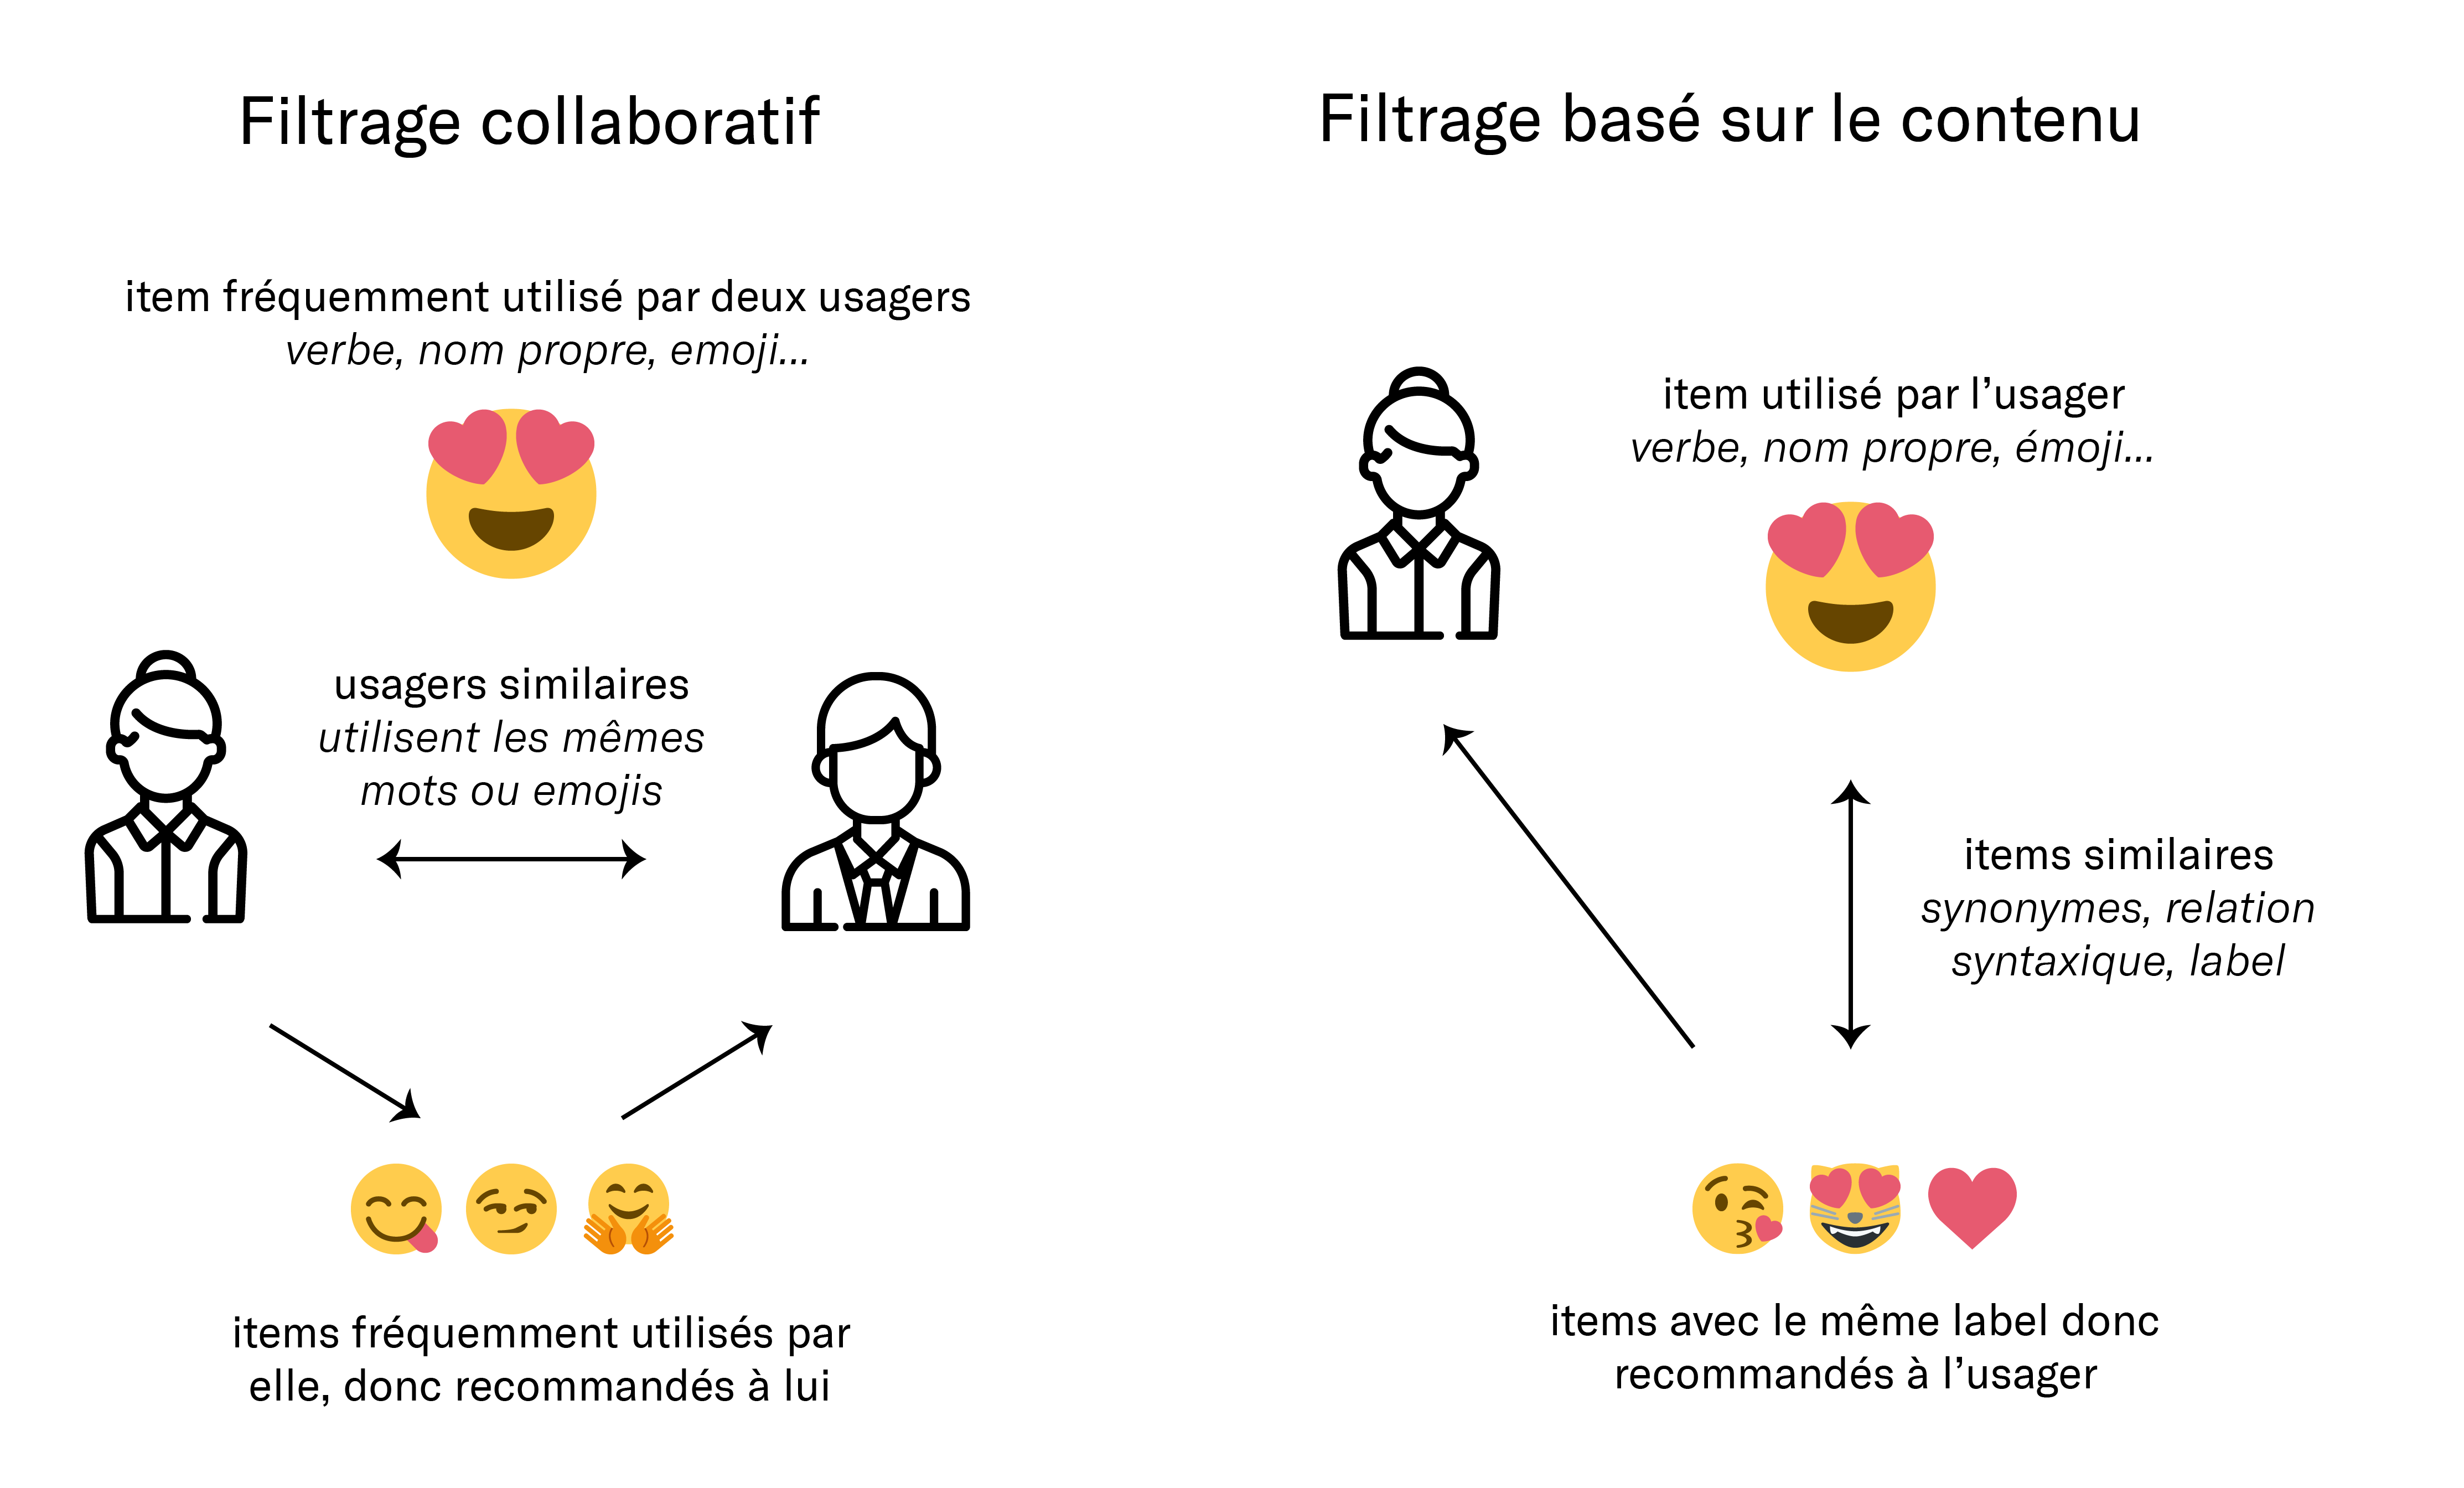 Filtrage collaboratif
item fréquemment utilisé par deux usagers
verbe, nom propre, emoji...
usagers similaires
utilisent les mêmes
mots ou emojis
items fréquemment utilisés par
elle, donc recommandés à lui
Filtrage basé sur le contenu
item utilisé par l’usager
verbe, nom propre, émoji...
items similaires
synonymes, relation
syntaxique, label
items avec le même label donc
recommandés à l’usager